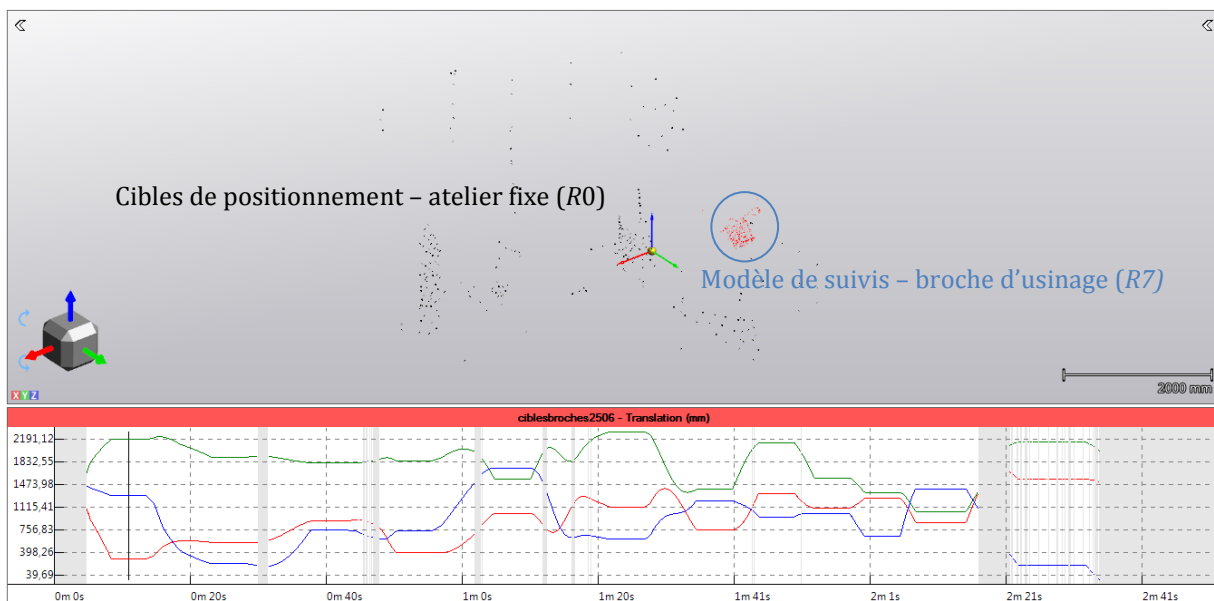 Cibles de positionnement – atelier fixe (R0)
Modèle de suivis – broche d'usinage (R7)
X Y Z
2000 mm
ciblesbroches2506 - Translation (mm)
2191,12
1832,55
1473,98
1115,41
756,83
398,26
39,69
0m 0s 0m 20s 0m 40s 1m 0s 1m 20s 1m 41s 2m 1s 2m 21s 2m 41s